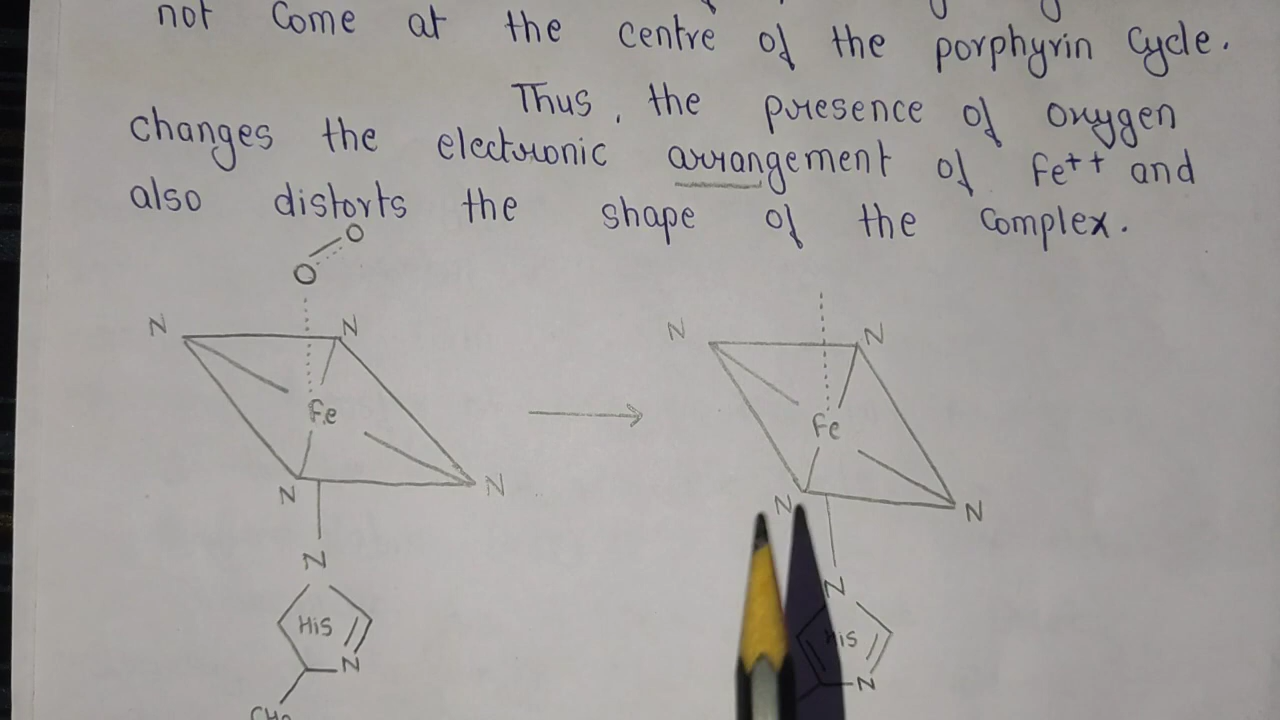 not come at the centre of the porphyrin cycle.
Thus, the presence of oxygen
changes the electronic arrangement of Fe++ and
also distorts the shape of the complex.
O
O
N N
Fe
N N
N
HiS
N
N N
Fe
N N
N
HiS
N